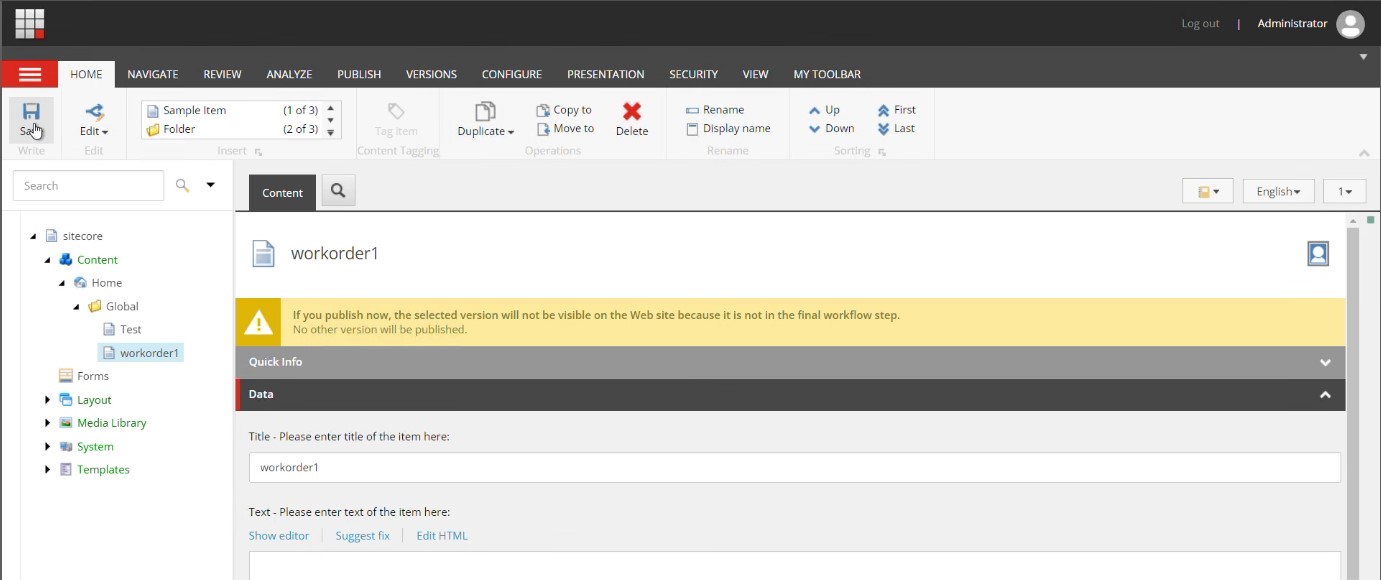 Log out | Administrator
HOME NAVIGATE REVIEW ANALYZE PUBLISH VERSIONS CONFIGURE PRESENTATION SECURITY VIEW MY TOOLBAR
Sample Item (1 of 3) Copy to Rename Up First
Edit Folder (2 of 3) Tag item Duplicate Move to Delete Display name Down Last
Write Edit Insert Content Tagging Operations Rename Sorting
Search Content English 1
sitecore
Content
Home
Global
Test
workorder1
Forms
Layout
Media Library
System
Templates
workorder1
If you publish now, the selected version will not be visible on the Web site because it is not in the final workflow step.
No other version will be published.
Quick Info
Data
Title - Please enter title of the item here:
workorder1
Text - Please enter text of the item here:
Show editor Suggest fix Edit HTML